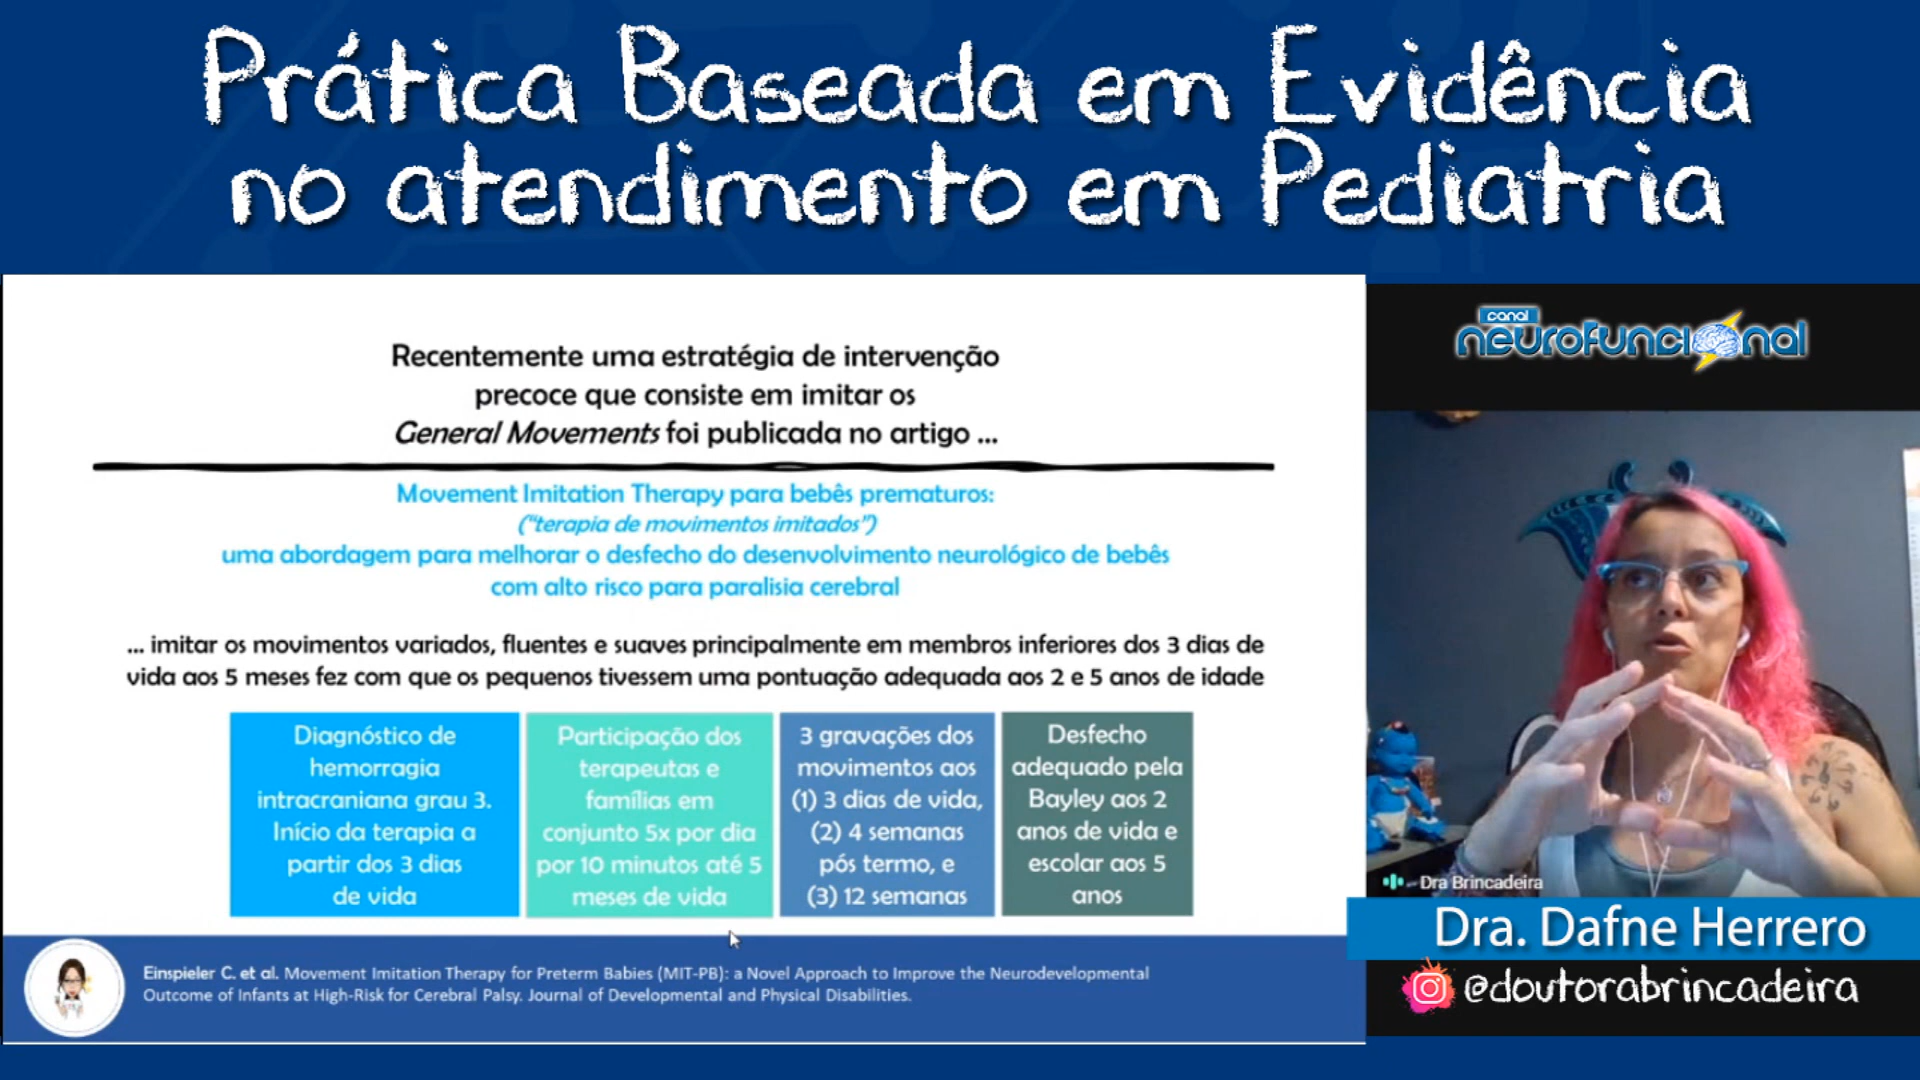 Prática Baseada em Evidência
no atendimento em Pediatria
Recentemente uma estratégia de intervenção
precoce que consiste em imitar os
General Movements foi publicada no artigo ...
Movement Imitation Therapy para bebês prematuros:
("terapia de movimentos imitados")
uma abordagem para melhorar o desfecho do desenvolvimento neurológico de bebês
com alto risco para paralisia cerebral
... imitar os movimentos variados, fluentes e suaves principalmente em membros inferiores dos 3 dias de
vida aos 5 meses fez com que os pequenos tivessem uma pontuação adequada aos 2 e 5 anos de idade
Diagnóstico de
hemorragia
intracraniana grau 3.
Início da terapia a
partir dos 3 dias
de vida
Participação dos
terapeutas e
famílias em
conjunto 5x por dia
por 10 minutos até 5
meses de vida
3 gravações dos
movimentos aos
(1) 3 dias de vida,
(2) 4 semanas
pós termo, e
(3) 12 semanas
Desfecho
adequado pela
Bayley aos 2
anos de vida e
escolar aos 5
anos
Einspieler C. et al. Movement Imitation Therapy for Preterm Babies (MIT-PB): a Novel Approach to Improve the Neurodevelopmental
Outcome of Infants at High-Risk for Cerebral Palsy. Journal of Developmental and Physical Disabilities.
canal
neurofuncional
Dra Brincadeira
Dra. Dafne Herrero
@doutorabrincadeira